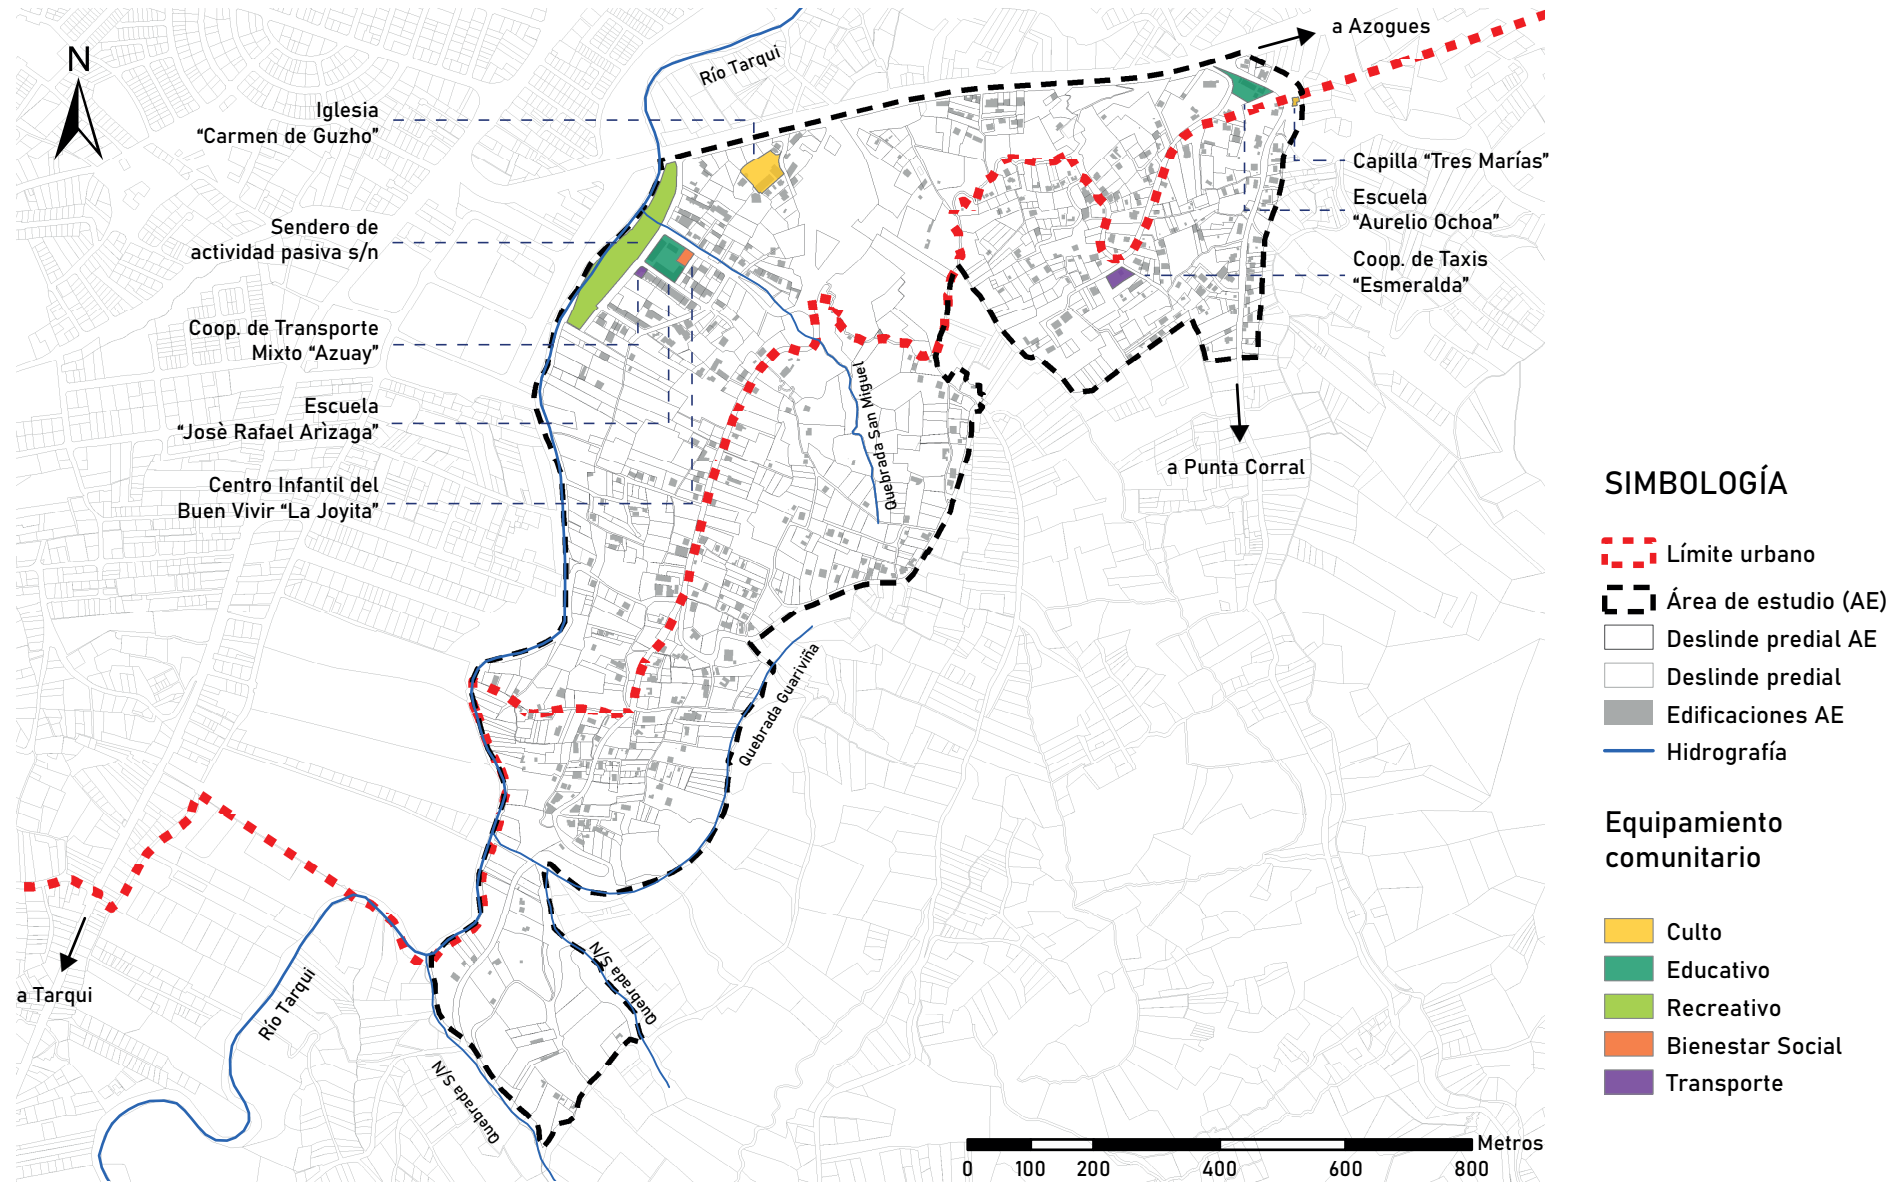 N
Río Tarqui
a Azogues
Iglesia
“Carmen de Guzho”
Sendero de
actividad pasiva s/n
Coop. de Transporte
Mixto “Azuay”
Escuela
“Josè Rafael Arìzaga”
Centro Infantil del
Buen Vivir “La Joyita”
Capilla “Tres Marías”
Escuela
“Aurelio Ochoa”
Coop. de Taxis
“Esmeralda”
a Punta Corral
Quebrada San Miguel
Quebrada Guariviña
Quebrada S/N
Quebrada S/N
Río Tarqui
a Tarqui
SIMBOLOGÍA
Límite urbano
Área de estudio (AE)
Deslinde predial AE
Deslinde predial
Edificaciones AE
Hidrografía
Equipamiento
comunitario
Culto
Educativo
Recreativo
Bienestar Social
Transporte
Metros
0 100 200 400 600 800